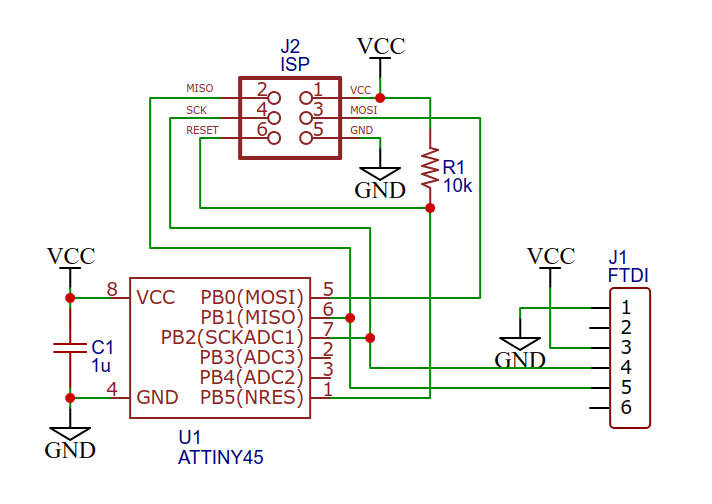 J2
ISP
VCC
MISO
2
1
VCC
SCK
4
3
MOSI
RESET
6
5
GND
R1
10k
GND
VCC
VCC
J1
FTDI
8
VCC
PB0(MOSI)
5
PB1(MISO)
6
PB2(SCKADC1)
7
PB3(ADC3)
2
PB4(ADC2)
3
4
GND
PB5(NRES)
1
C1
1u
GND
U1
ATTINY45
GND
1
2
3
4
5
6